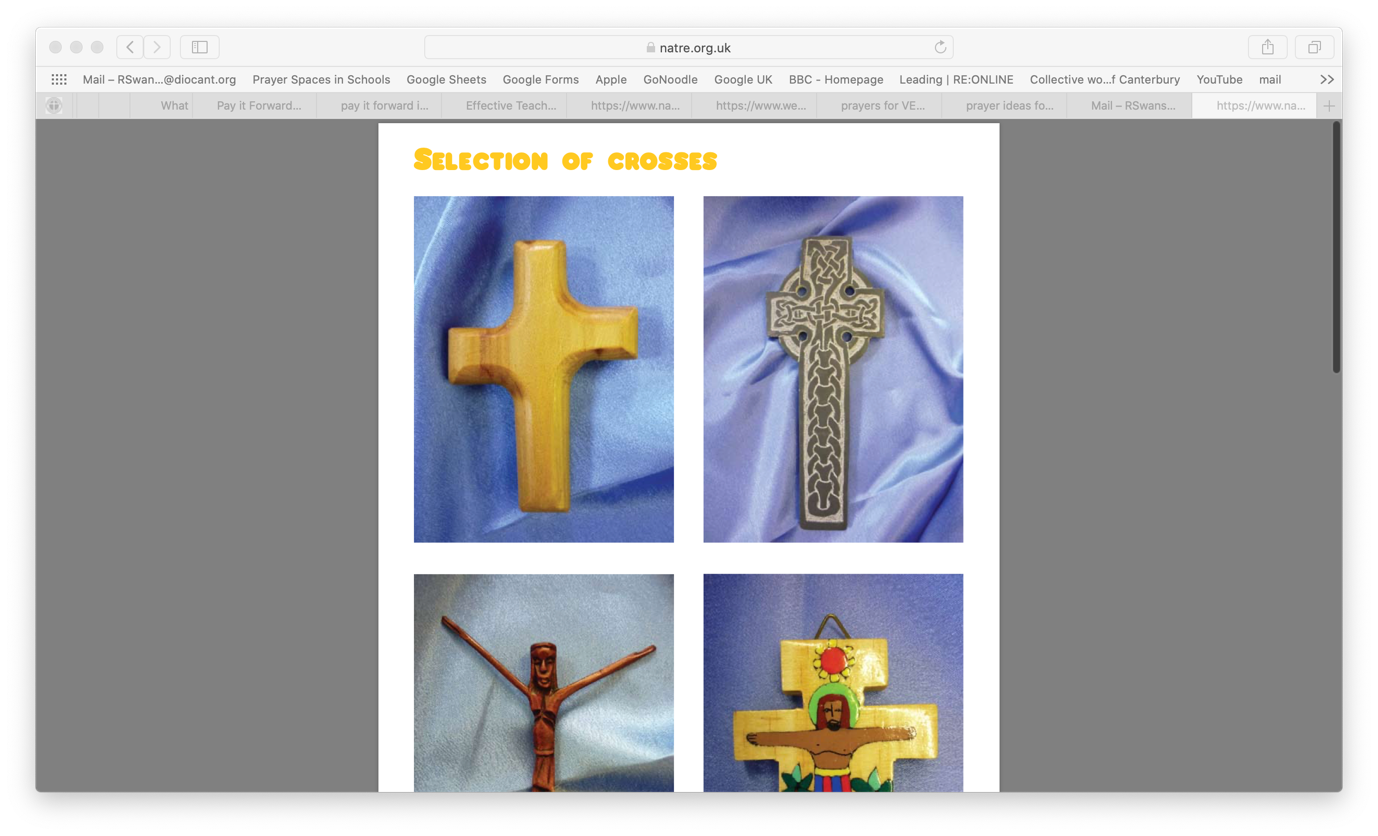 natre.org.uk
Mail – RSwan...@diocant.org Prayer Spaces in Schools Google Sheets Google Forms Apple GoNoodle Google UK BBC - Homepage Leading | RE:ONLINE Collective wo...f Canterbury YouTube mail
What Pay it Forward... pay it forward i... Effective Teach... https://www.na... https://www.we... prayers for VE... prayer ideas fo... Mail – RSwans... https://www.na...
SELECTION OF CROSSES